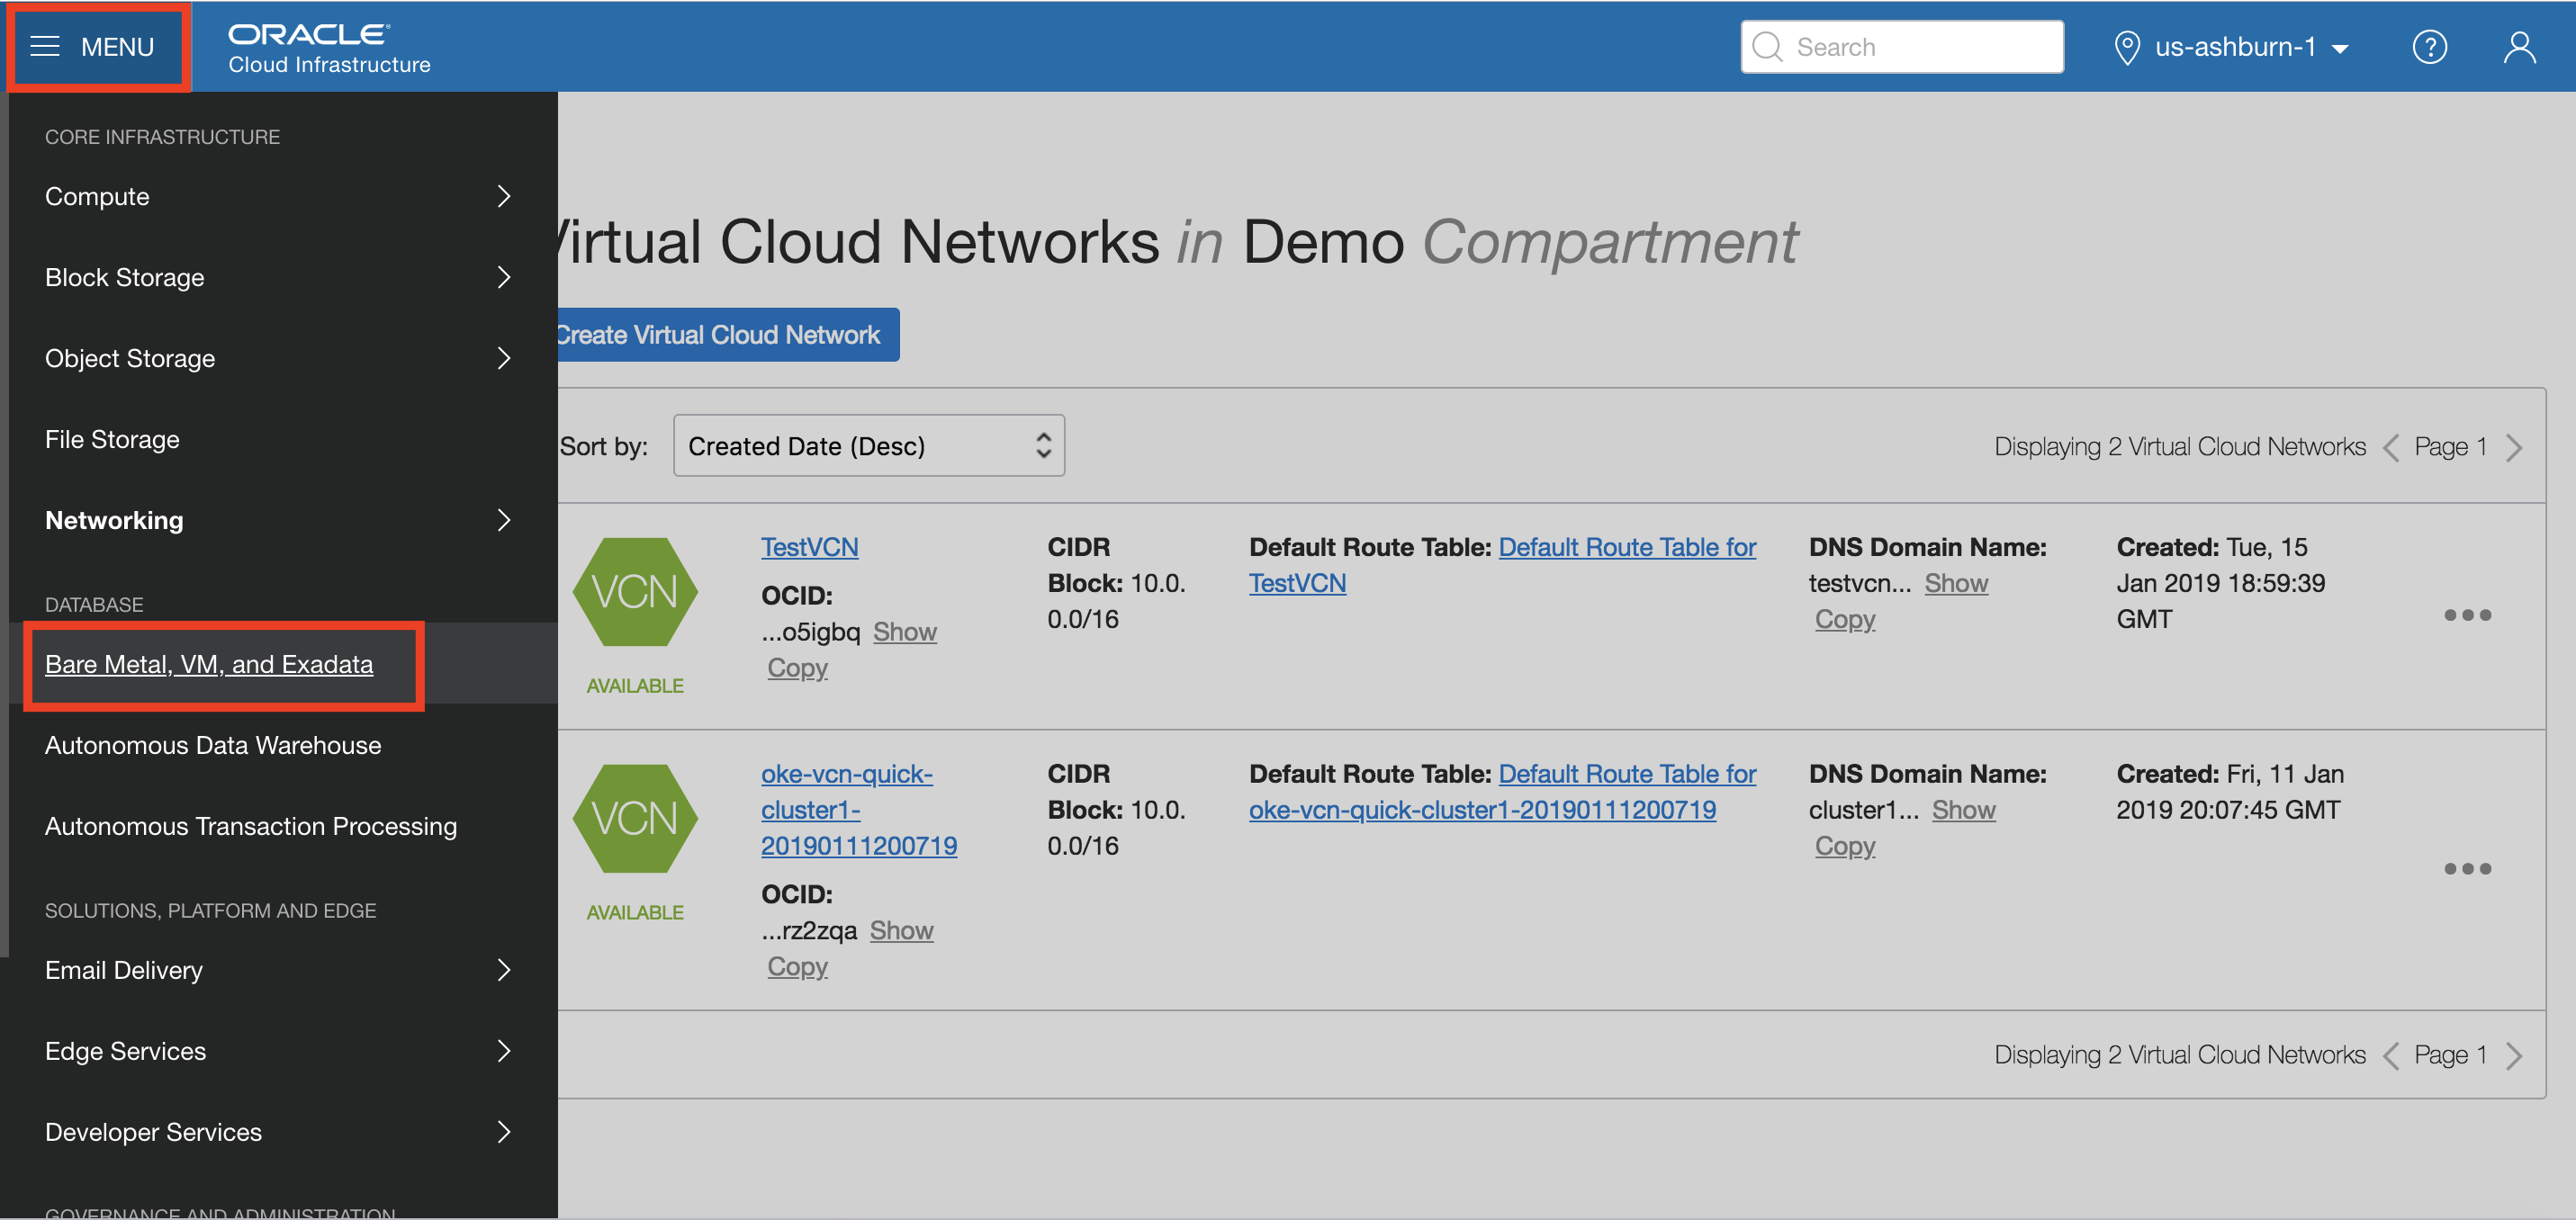 MENU
ORACLE
Cloud Infrastructure
Search
us-ashburn-1
?
CORE INFRASTRUCTURE
Compute
Block Storage
Object Storage
File Storage
Networking
DATABASE
Bare Metal, VM, and Exadata
Autonomous Data Warehouse
Autonomous Transaction Processing
SOLUTIONS, PLATFORM AND EDGE
Email Delivery
Edge Services
Developer Services
GOVERNANCE AND ADMINISTRATION
Virtual Cloud Networks in Demo Compartment
Create Virtual Cloud Network
Sort by:
Created Date (Desc)
Displaying 2 Virtual Cloud Networks
Page 1
VCN
AVAILABLE
TestVCN
OCID:
...o5igbq Show
Copy
CIDR
Block: 10.0.
0.0/16
Default Route Table: Default Route Table for
TestVCN
DNS Domain Name:
testvcn... Show
Copy
Created: Tue, 15
Jan 2019 18:59:39
GMT
VCN
AVAILABLE
oke-vcn-quick-
cluster1-
20190111200719
OCID:
...rz2zqa Show
Copy
CIDR
Block: 10.0.
0.0/16
Default Route Table: Default Route Table for
oke-vcn-quick-cluster1-20190111200719
DNS Domain Name:
cluster1... Show
Copy
Created: Fri, 11 Jan
2019 20:07:45 GMT
Displaying 2 Virtual Cloud Networks
Page 1